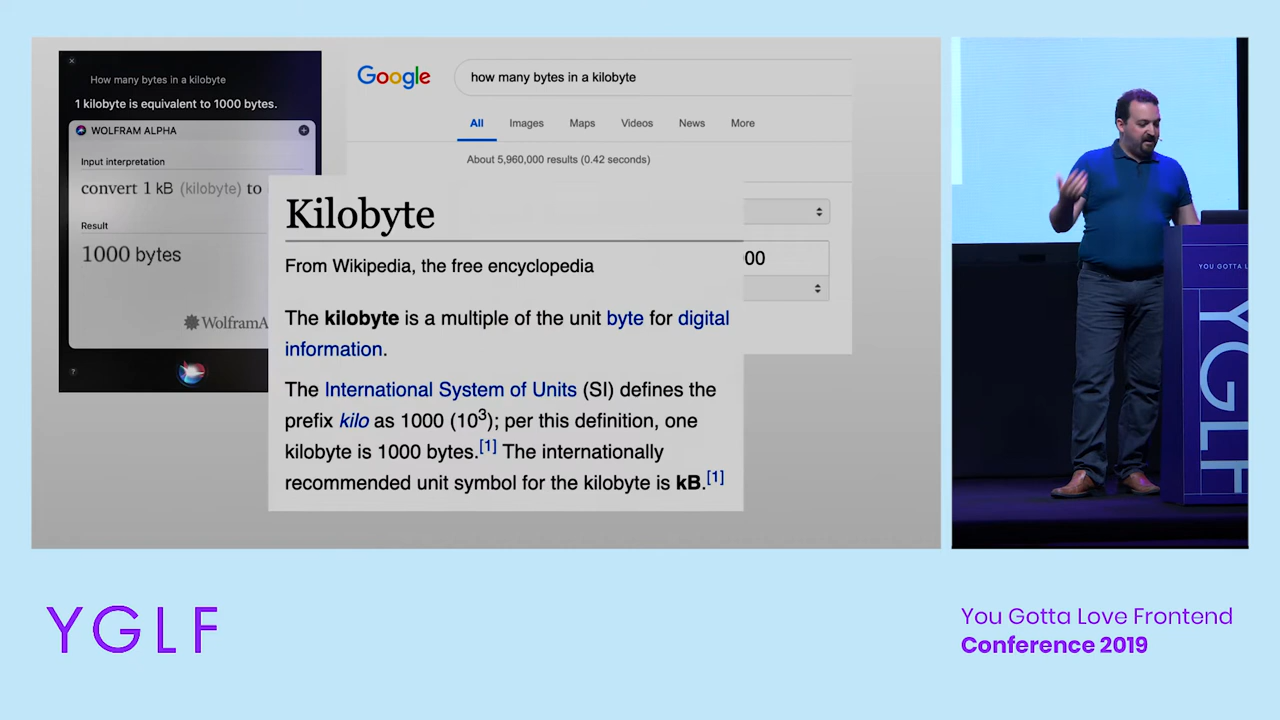 How many bytes in a kilobyte
1 kilobyte is equivalent to 1000 bytes.
WOLFRAM ALPHA
Input interpretation
convert 1 kB (kilobyte) to
Result
1000 bytes
Google
how many bytes in a kilobyte
All Images Maps Videos News More
About 5,960,000 results (0.42 seconds)
00
Kilobyte
From Wikipedia, the free encyclopedia
The kilobyte is a multiple of the unit byte for digital
information.
The International System of Units (SI) defines the
prefix kilo as 1000 (10³); per this definition, one
kilobyte is 1000 bytes.[1] The internationally
recommended unit symbol for the kilobyte is kB.[1]
WolframA
?
YOU GOTTA L
YGLF
YGLF
You Gotta Love Frontend
Conference 2019